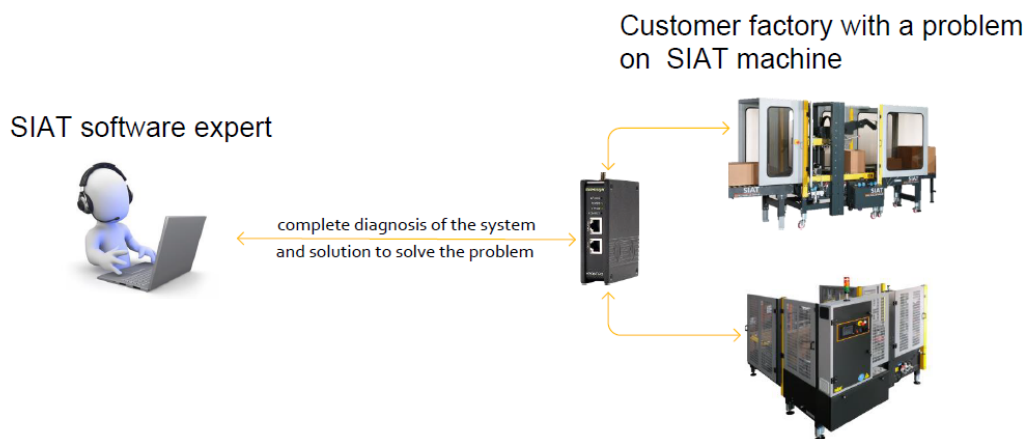 Customer factory with a problem
on SIAT machine
SIAT software expert
complete diagnosis of the system
and solution to solve the problem
SIAT
SIAT
SIAT